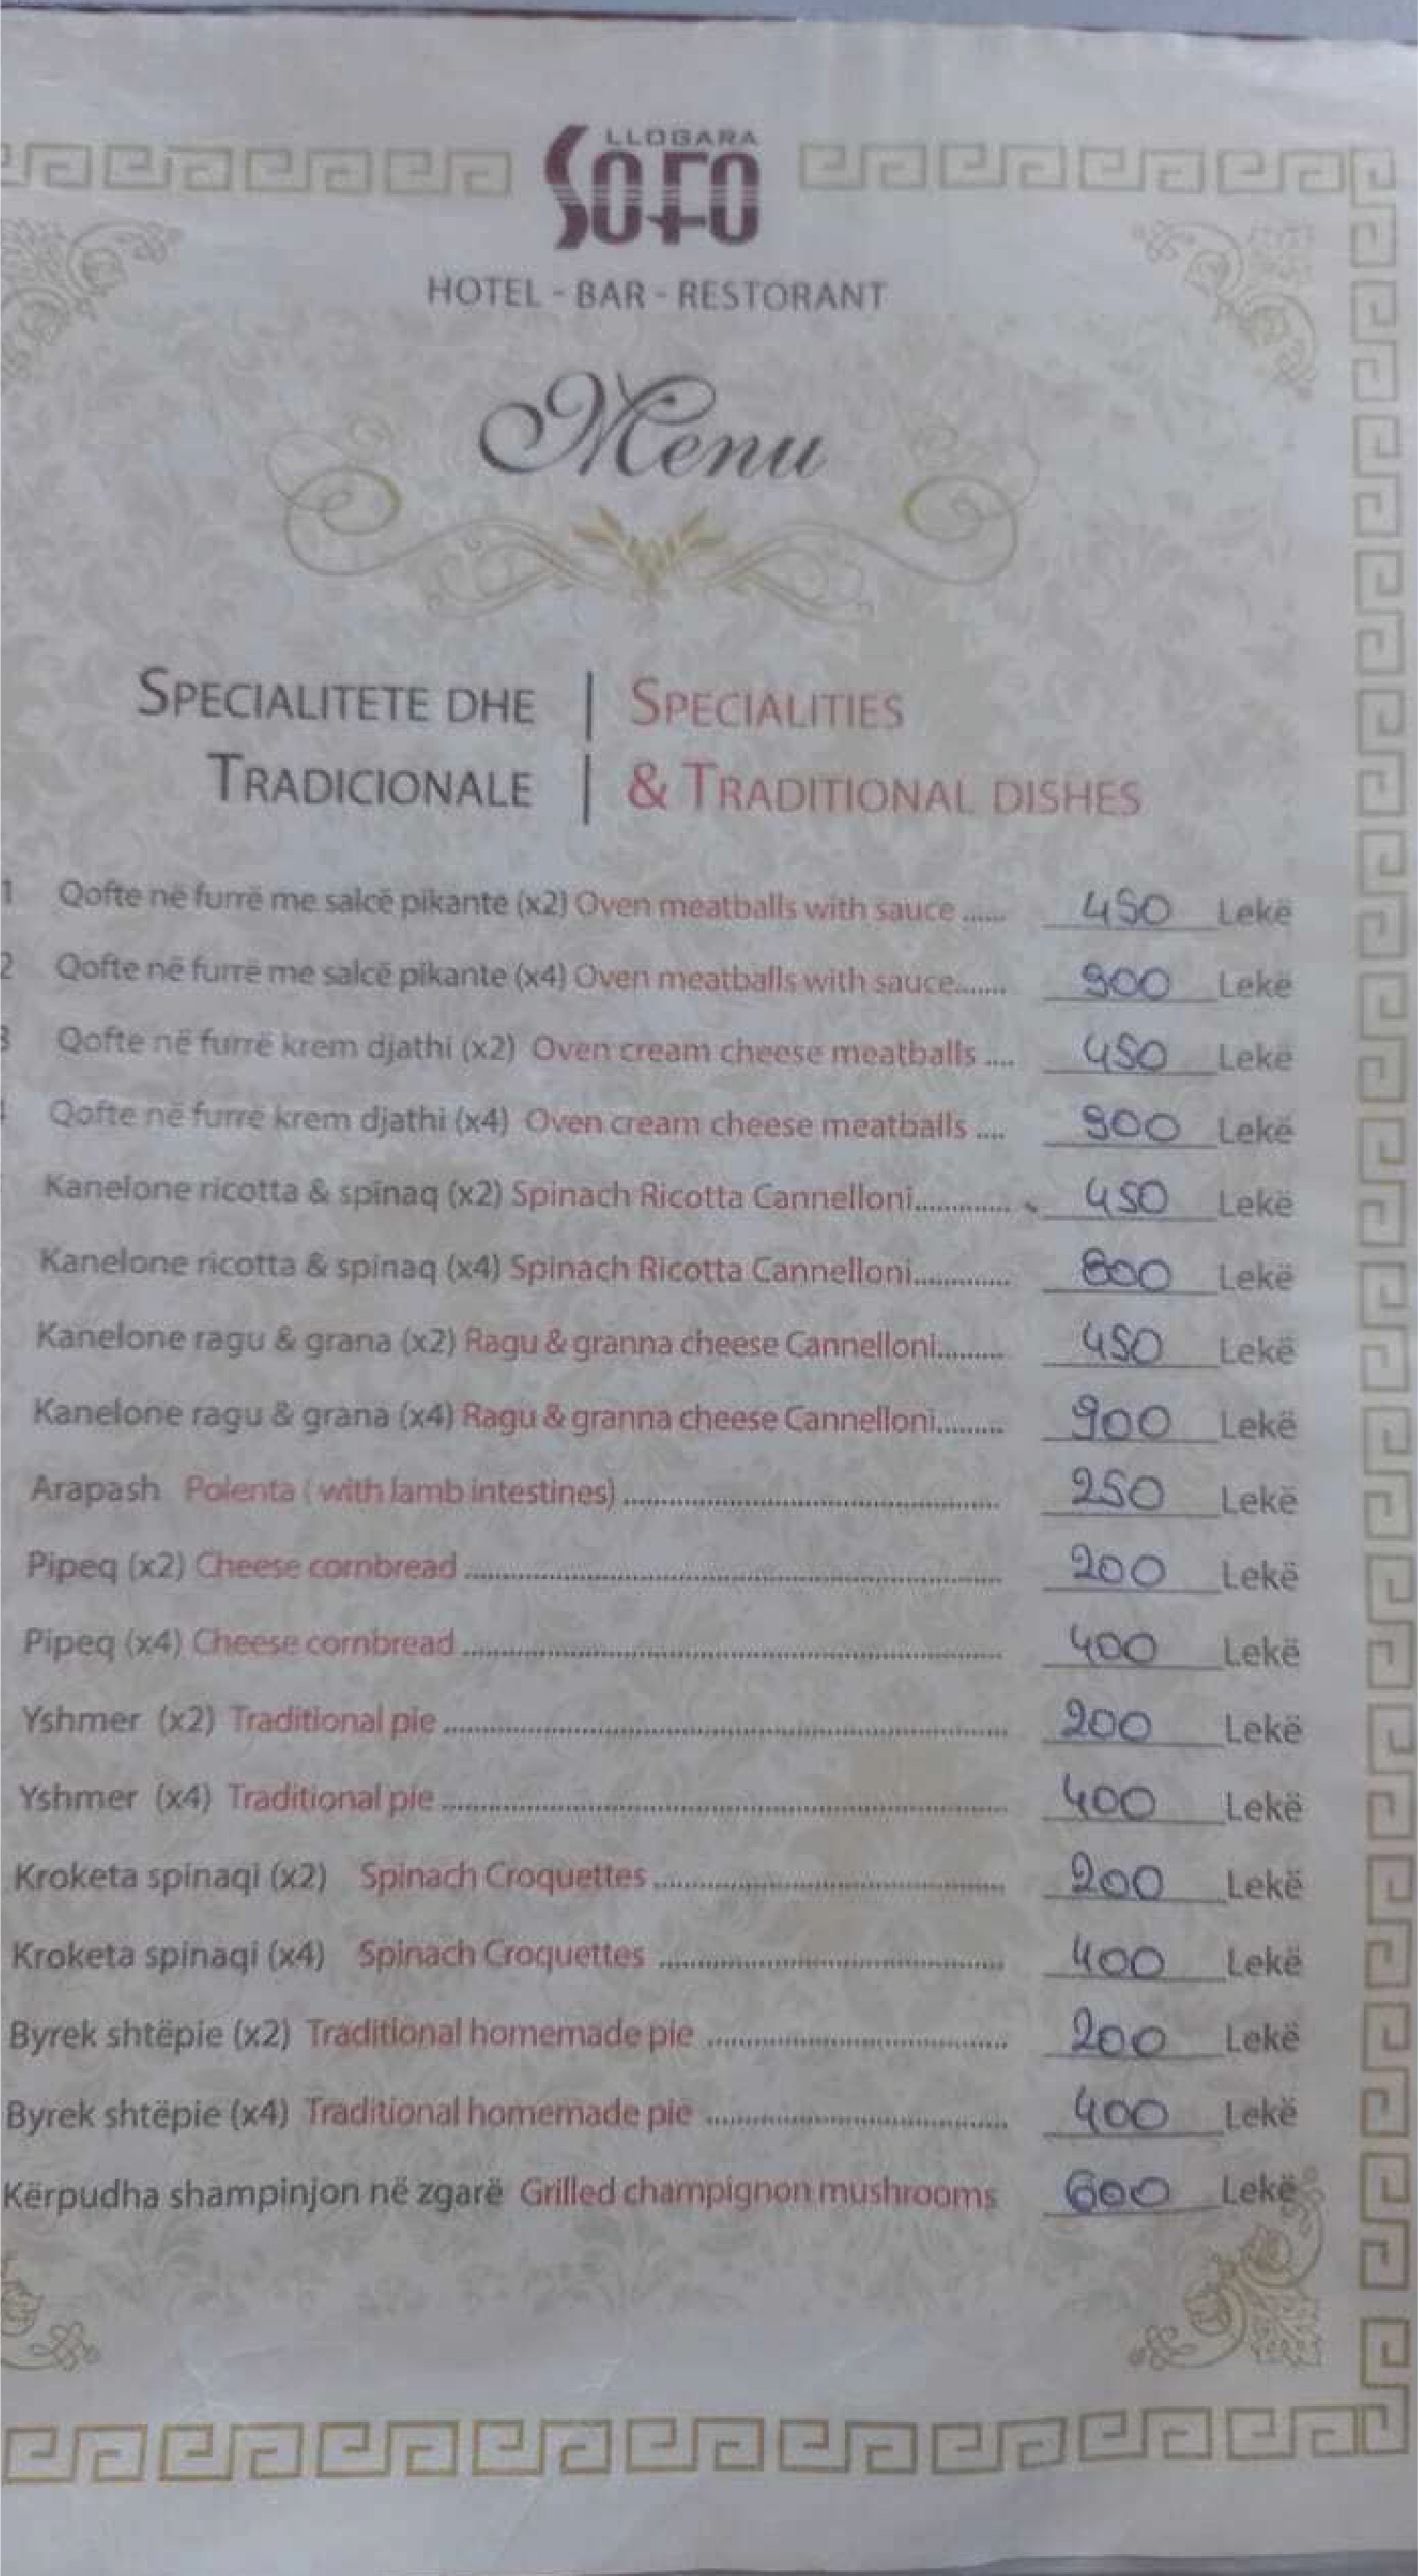 LLOGARA
SOFO
HOTEL - BAR - RESTORANT
Menu
SPECIALITETE DHE | SPECIALITIES
TRADICIONALE | & TRADITIONAL DISHES
1 Qofte në furrë me salcë pikante (x2) Oven meatballs with sauce ...... 450 Lekë
2 Qofte në furrë me salcë pikante (x4) Oven meatballs with sauce....... 900 Lekë
3 Qofte në furrë krem djathi (x2) Oven cream cheese meatballs .... 450 Lekë
Qofte në furrë krem djathi (x4) Oven cream cheese meatballs .... 900 Lekë
Kanelone ricotta & spinaq (x2) Spinach Ricotta Cannelloni............. 450 Lekë
Kanelone ricotta & spinaq (x4) Spinach Ricotta Cannelloni............. 800 Lekë
Kanelone ragu & grana (x2) Ragu & granna cheese Cannelloni......... 450 Lekë
Kanelone ragu & grana (x4) Ragu & granna cheese Cannelloni......... 900 Lekë
Arapash Polenta ( with lamb intestines) .................................................. 250 Lekë
Pipeq (x2) Cheese cornbread ........................................................................ 200 Lekë
Pipeq (x4) Cheese cornbread ........................................................................ 400 Lekë
Yshmer (x2) Traditional pie ........................................................................... 200 Lekë
Yshmer (x4) Traditional pie ........................................................................... 400 Lekë
Kroketa spinaqi (x2) Spinach Croquettes ............................................... 200 Lekë
Kroketa spinaqi (x4) Spinach Croquettes .............................................. 400 Lekë
Byrek shtëpie (x2) Traditional homemade pie ........................................ 200 Lekë
Byrek shtëpie (x4) Traditional homemade pie ........................................ 400 Lekë
Kërpudha shampinjon në zgarë Grilled champignon mushrooms 600 Lekë